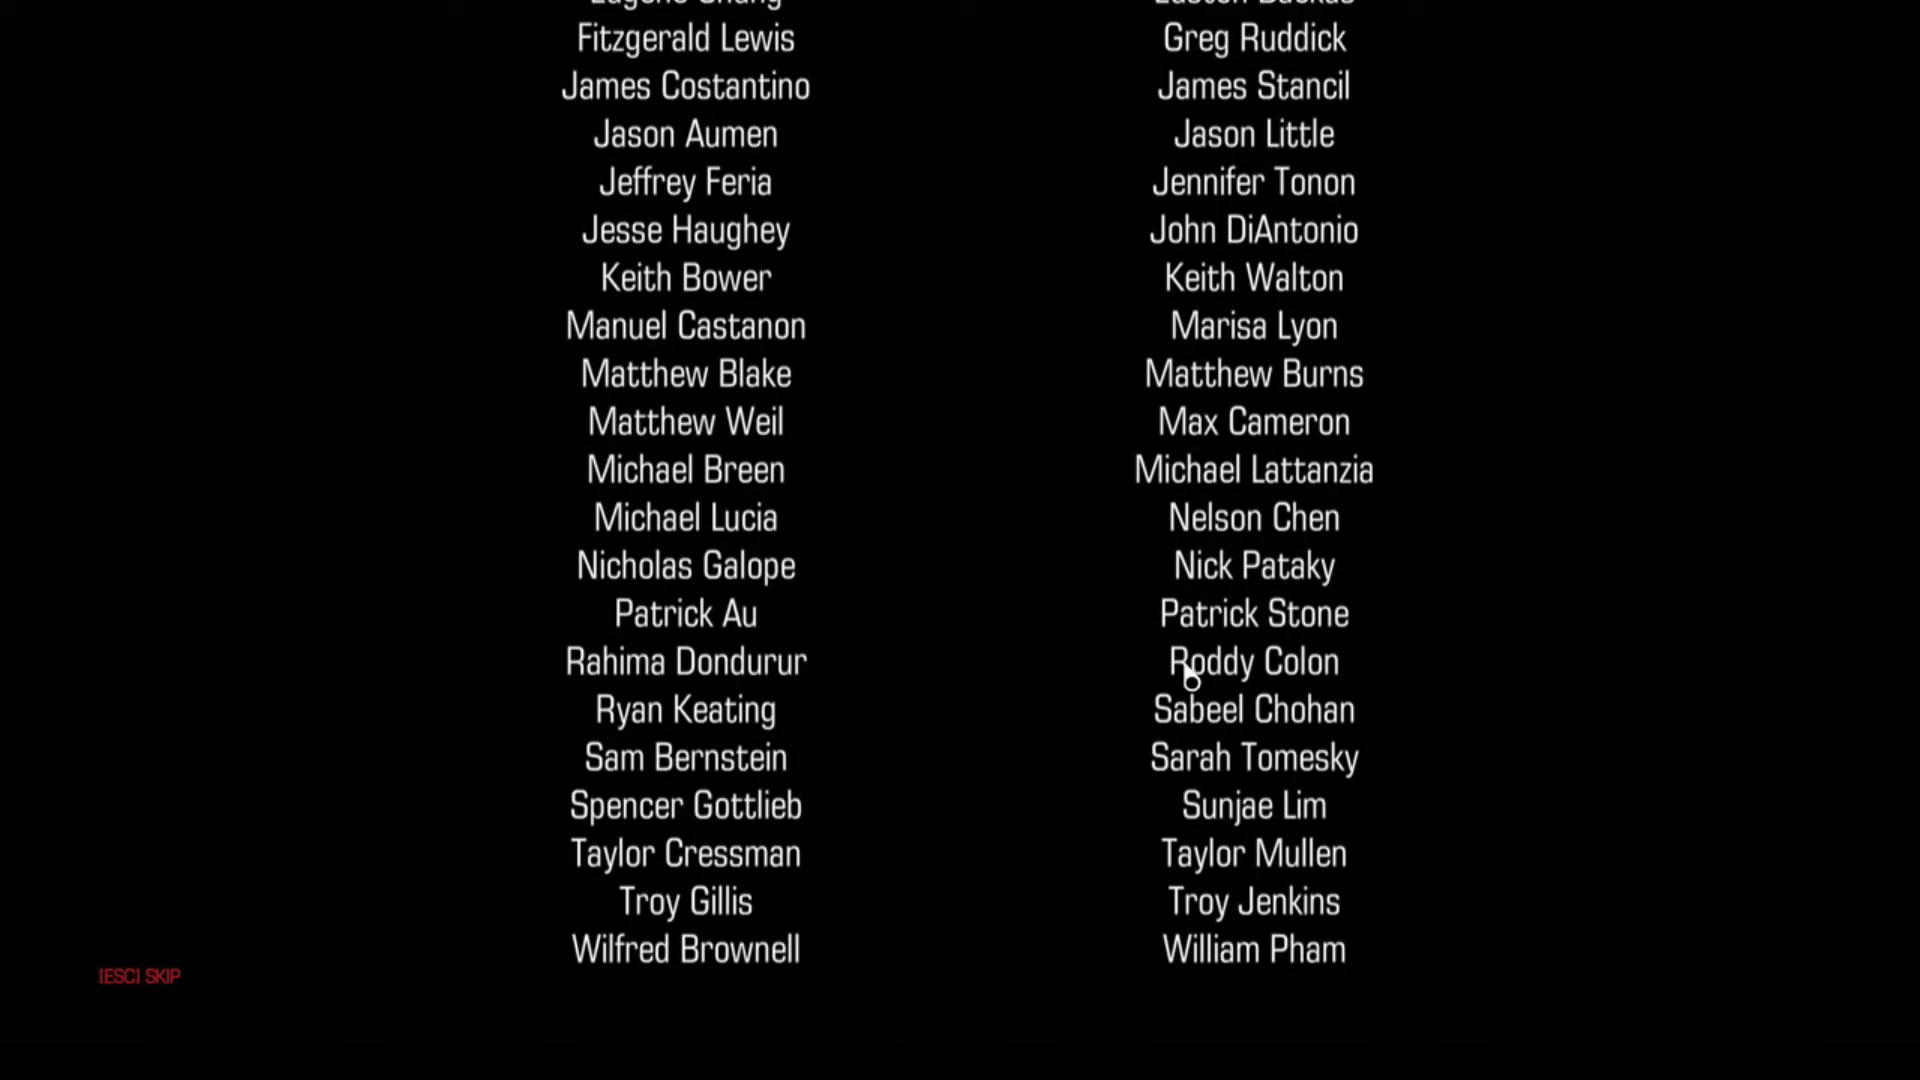 Fitzgerald Lewis Greg Ruddick
James Costantino James Stancil
Jason Aumen Jason Little
Jeffrey Feria Jennifer Tonon
Jesse Haughey John DiAntonio
Keith Bower Keith Walton
Manuel Castanon Marisa Lyon
Matthew Blake Matthew Burns
Matthew Weil Max Cameron
Michael Breen Michael Lattanzia
Michael Lucia Nelson Chen
Nicholas Galope Nick Pataky
Patrick Au Patrick Stone
Rahima Dondurur Roddy Colon
Ryan Keating Sabeel Chohan
Sam Bernstein Sarah Tomesky
Spencer Gottlieb Sunjae Lim
Taylor Cressman Taylor Mullen
Troy Gillis Troy Jenkins
Wilfred Brownell William Pham
[ESC] SKIP